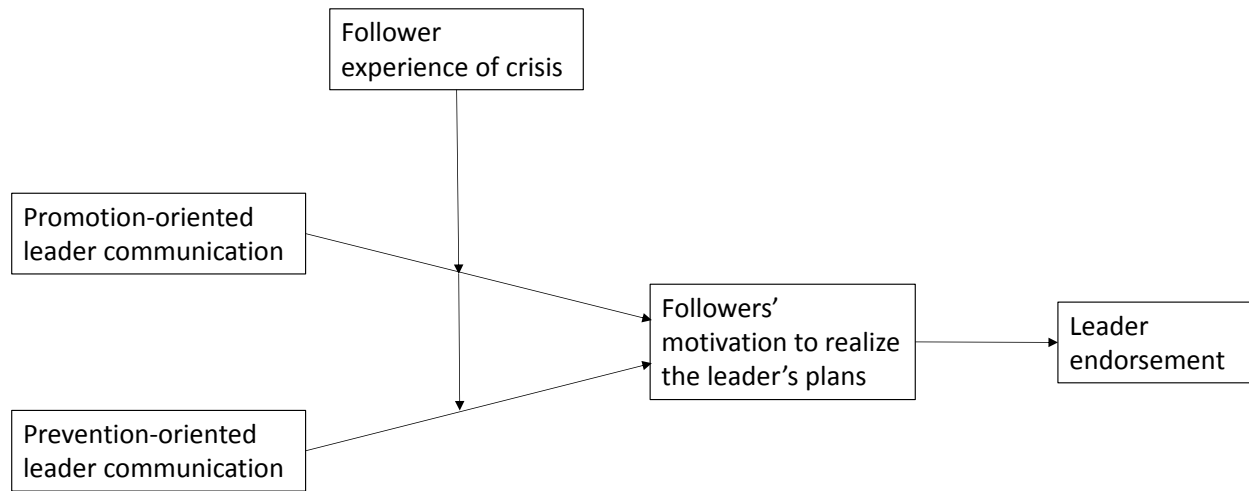 Follower
experience of crisis
Promotion-oriented
leader communication
Followers’
motivation to realize
the leader’s plans
Leader
endorsement
Prevention-oriented
leader communication